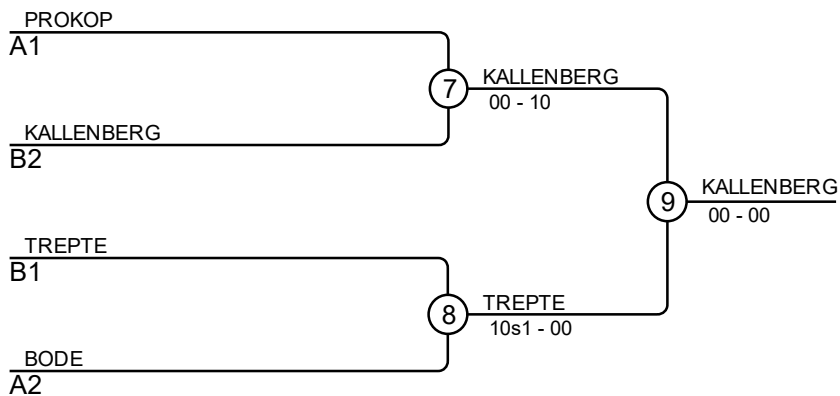 PROKOP
A1
7
KALLENBERG
00 - 10
KALLENBERG
B2
9
KALLENBERG
00 - 00
TREPTE
B1
8
TREPTE
10s1 - 00
BODE
A2